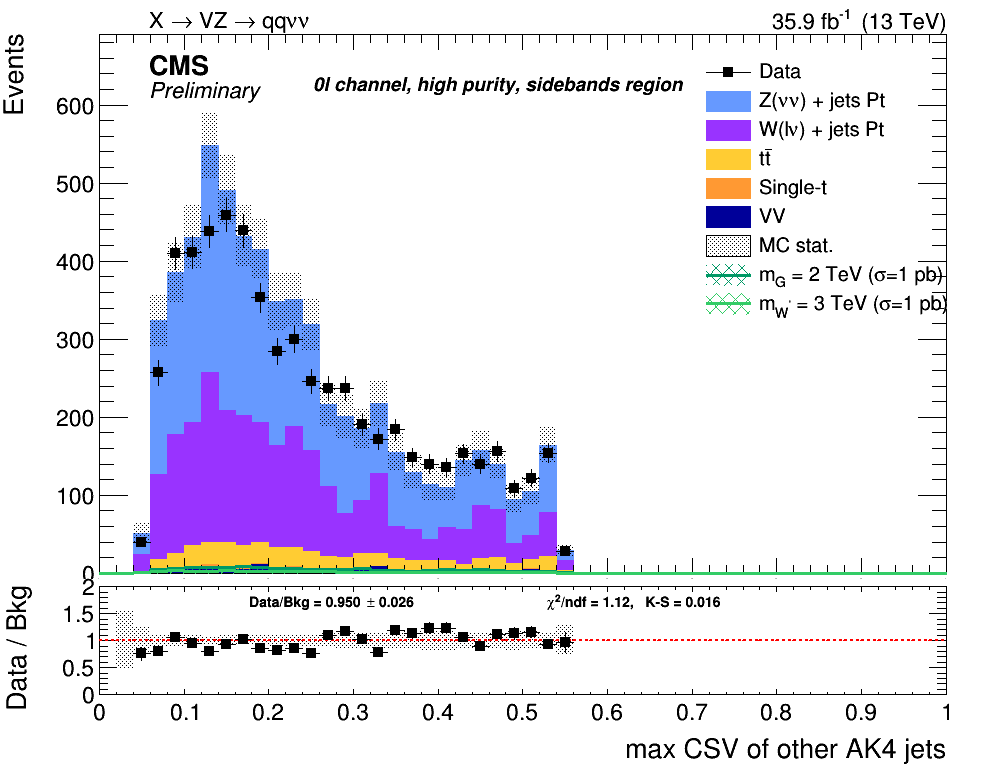 X → VZ → qqνν
35.9 fb⁻¹ (13 TeV)
Events
CMS
Preliminary
0l channel, high purity, sidebands region
Data
Z(νν) + jets Pt
W(lν) + jets Pt
tt̄
Single-t
VV
MC stat.
m_G = 2 TeV (σ=1 pb)
m_W' = 3 TeV (σ=1 pb)
600
500
400
300
200
100
0
Data / Bkg
2
1.5
1
0.5
0
Data/Bkg = 0.950 ± 0.026
χ²/ndf = 1.12, K-S = 0.016
0 0.1 0.2 0.3 0.4 0.5 0.6 0.7 0.8 0.9 1
max CSV of other AK4 jets